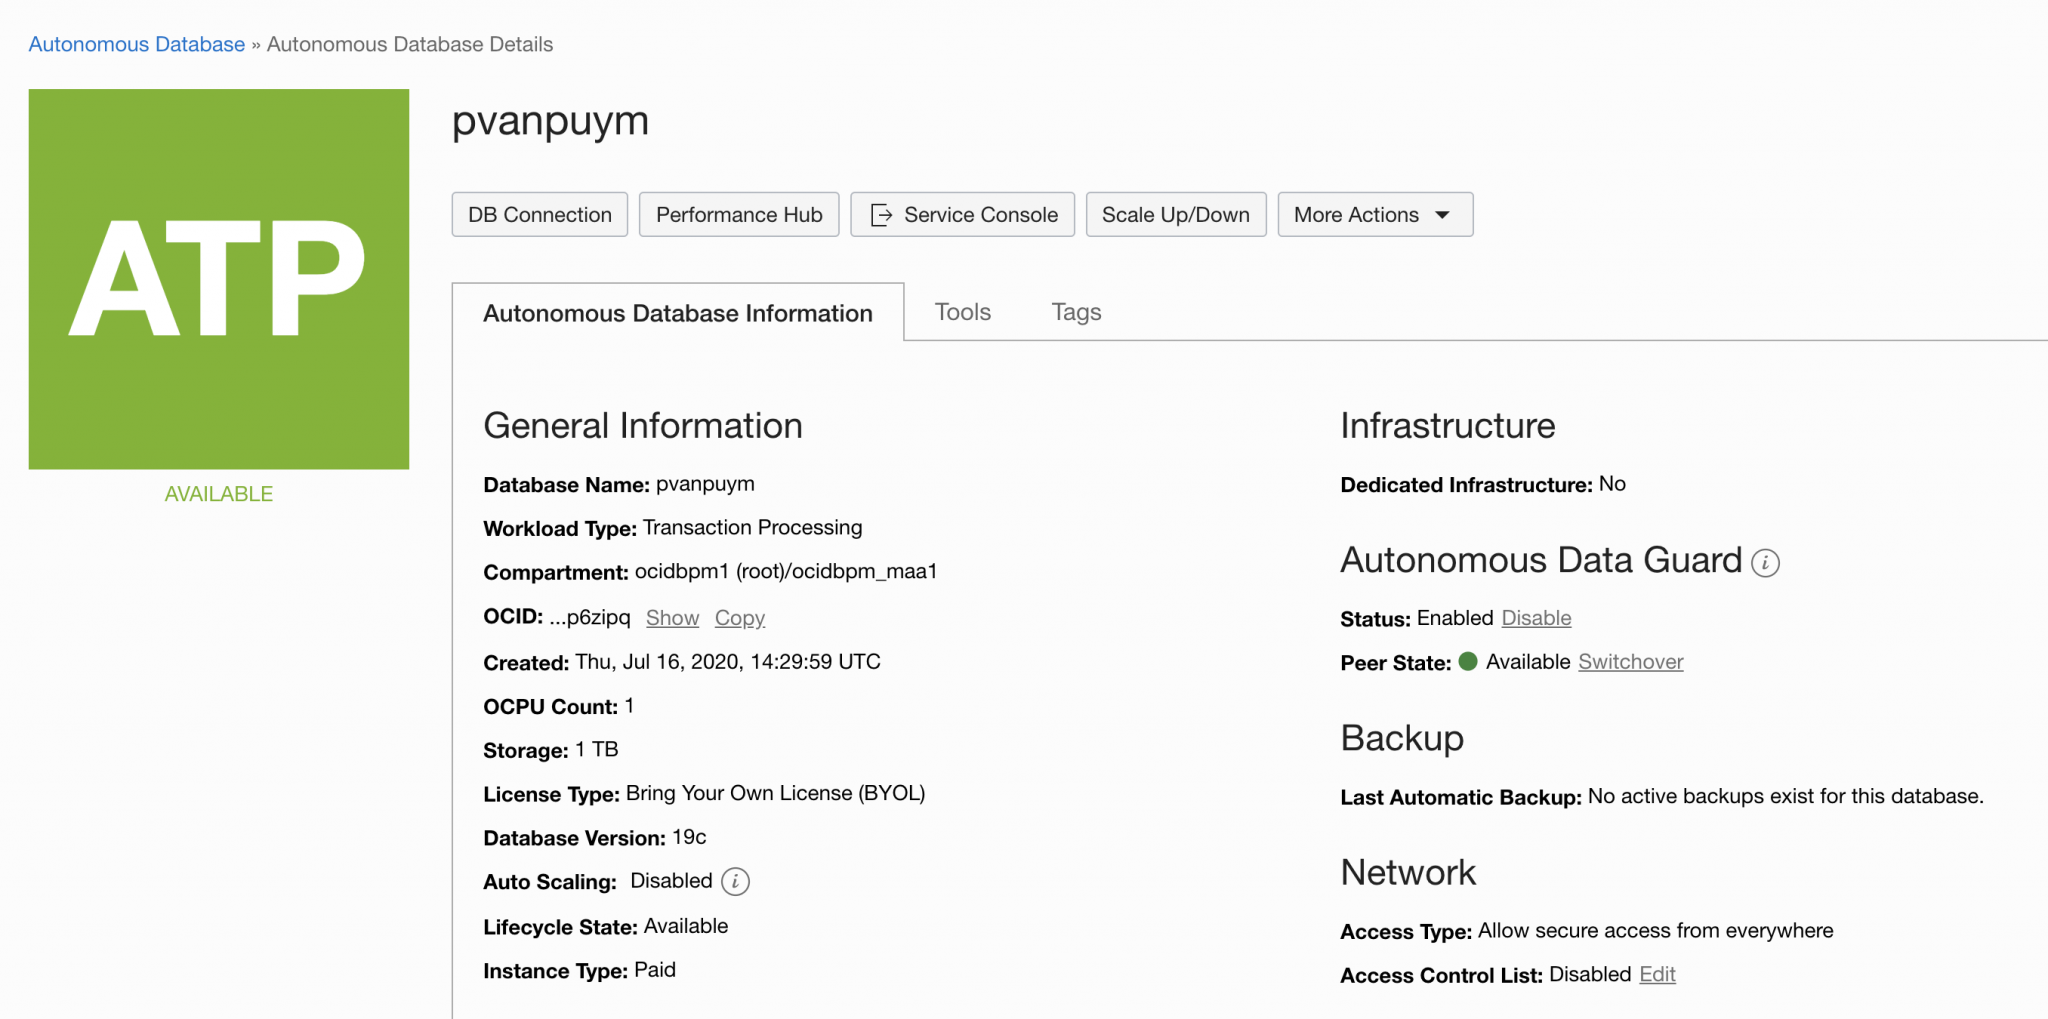 Autonomous Database » Autonomous Database Details
ATP
AVAILABLE
pvanpuym
DB Connection
Performance Hub
Service Console
Scale Up/Down
More Actions
Autonomous Database Information
Tools
Tags
General Information
Database Name: pvanpuym
Workload Type: Transaction Processing
Compartment: ocidbpm1 (root)/ocidbpm_maa1
OCID: ...p6zipq Show Copy
Created: Thu, Jul 16, 2020, 14:29:59 UTC
OCPU Count: 1
Storage: 1 TB
License Type: Bring Your Own License (BYOL)
Database Version: 19c
Auto Scaling: Disabled i
Lifecycle State: Available
Instance Type: Paid
Infrastructure
Dedicated Infrastructure: No
Autonomous Data Guard i
Status: Enabled Disable
Peer State: Available Switchover
Backup
Last Automatic Backup: No active backups exist for this database.
Network
Access Type: Allow secure access from everywhere
Access Control List: Disabled Edit